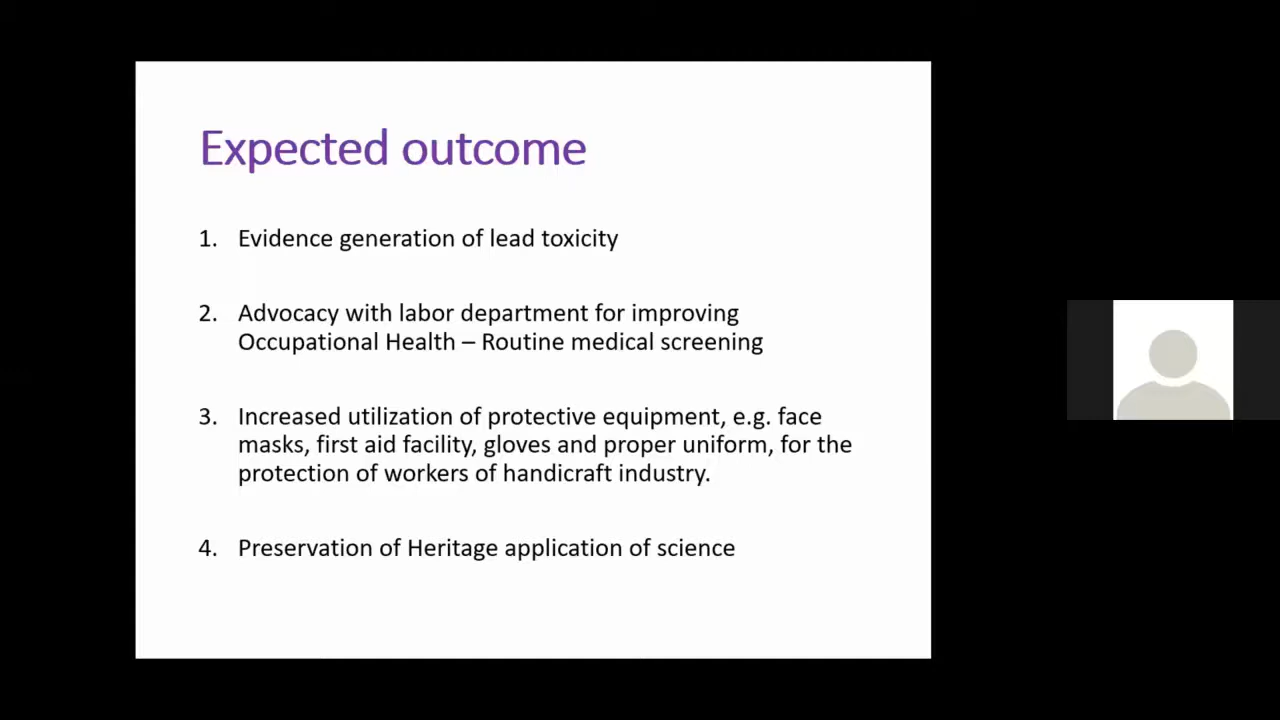 Expected outcome
1. Evidence generation of lead toxicity
2. Advocacy with labor department for improving
Occupational Health – Routine medical screening
3. Increased utilization of protective equipment, e.g. face
masks, first aid facility, gloves and proper uniform, for the
protection of workers of handicraft industry.
4. Preservation of Heritage application of science